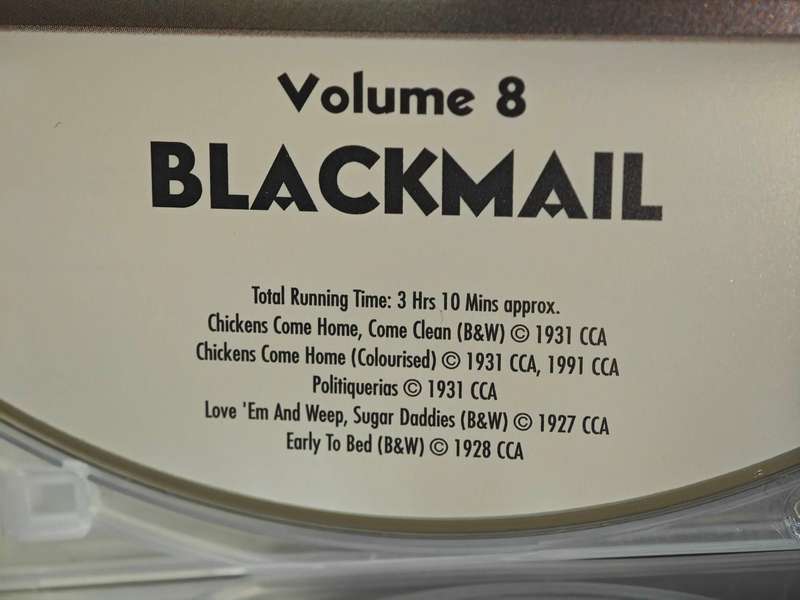 Volume 8
BLACKMAIL
Total Running Time: 3 Hrs 10 Mins approx.
Chickens Come Home, Come Clean (B&W) © 1931 CCA
Chickens Come Home (Colourised) © 1931 CCA, 1991 CCA
Politiquerias © 1931 CCA
Love 'Em And Weep, Sugar Daddies (B&W) © 1927 CCA
Early To Bed (B&W) © 1928 CCA